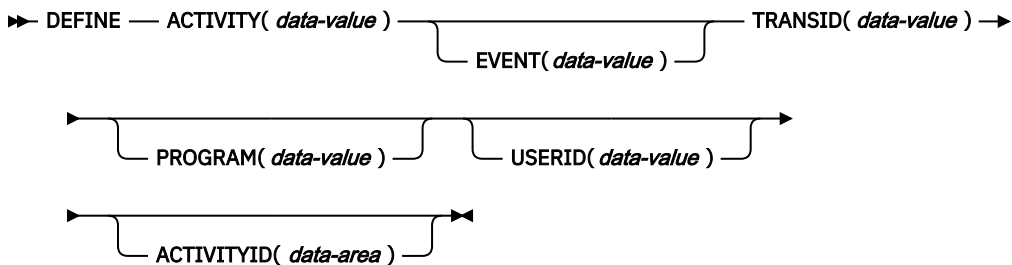 DEFINE ACTIVITY( data-value ) TRANSID( data-value )
EVENT( data-value )
PROGRAM( data-value ) USERID( data-value )
ACTIVITYID( data-area )